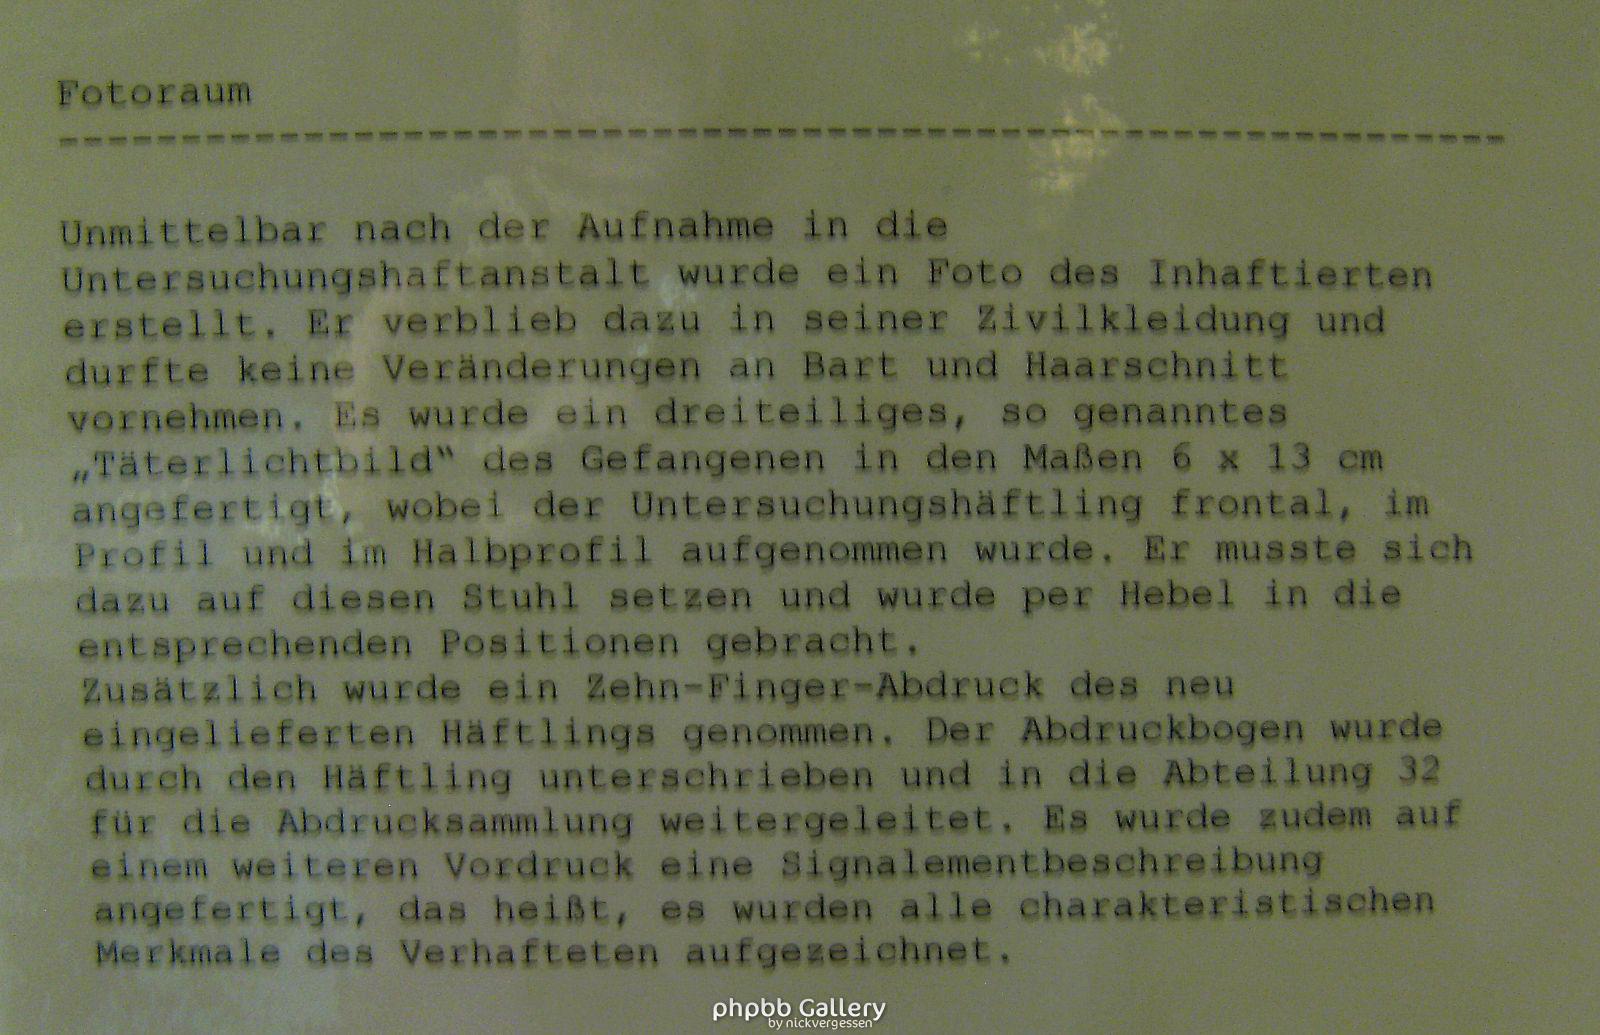 Fotoraum
-----------------------------------------------------------
Unmittelbar nach der Aufnahme in die
Untersuchungshaftanstalt wurde ein Foto des Inhaftierten
erstellt. Er verblieb dazu in seiner Zivilkleidung und
durfte keine Veränderungen an Bart und Haarschnitt
vornehmen. Es wurde ein dreiteiliges, so genanntes
„Täterlichtbild“ des Gefangenen in den Maßen 6 x 13 cm
angefertigt, wobei der Untersuchungshäftling frontal, im
Profil und im Halbprofil aufgenommen wurde. Er musste sich
dazu auf diesen Stuhl setzen und wurde per Hebel in die
entsprechenden Positionen gebracht.
Zusätzlich wurde ein Zehn-Finger-Abdruck des neu
eingelieferten Häftlings genommen. Der Abdruckbogen wurde
durch den Häftling unterschrieben und in die Abteilung 32
für die Abdrucksammlung weitergeleitet. Es wurde zudem auf
einem weiteren Vordruck eine Signalementbeschreibung
angefertigt, das heißt, es wurden alle charakteristischen
Merkmale des Verhafteten aufgezeichnet.
phpbb Gallery
by nickvergessen